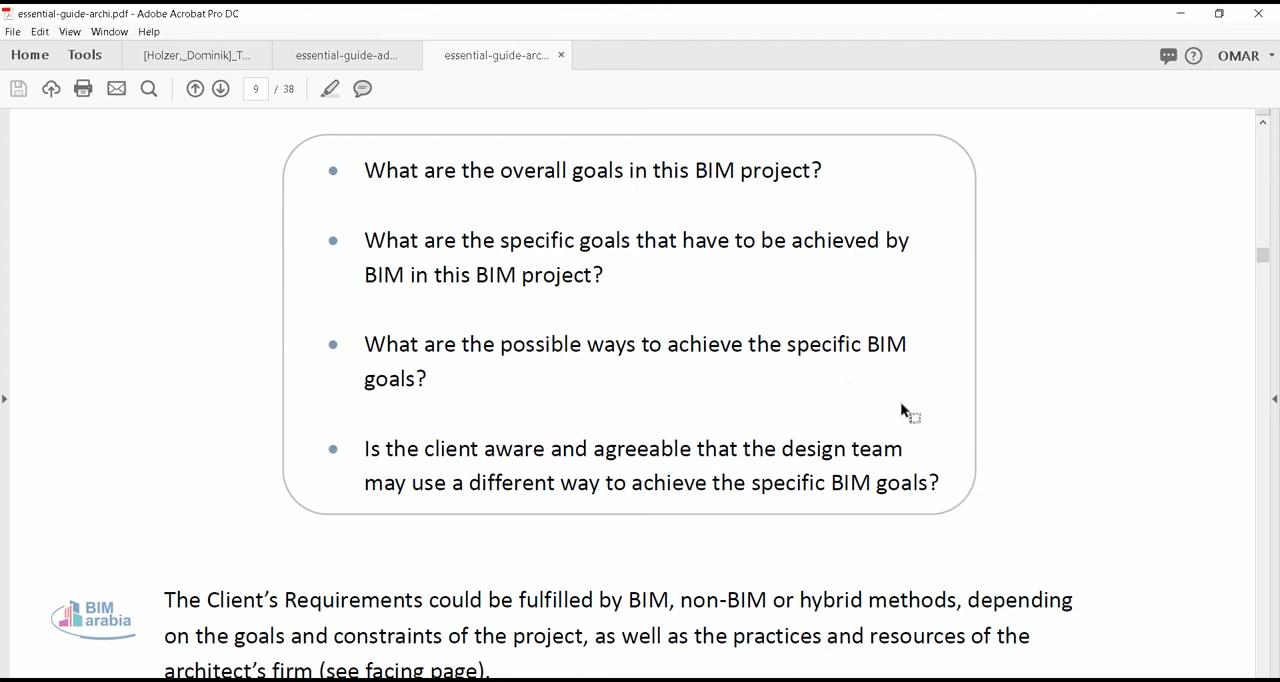 essential-guide-archi.pdf - Adobe Acrobat Pro DC
File Edit View Window Help
Home Tools [Holzer,_Dominik]_T... essential-guide-ad... essential-guide-arc... × ? OMAR
9 / 38
• What are the overall goals in this BIM project?
• What are the specific goals that have to be achieved by
BIM in this BIM project?
• What are the possible ways to achieve the specific BIM
goals?
• Is the client aware and agreeable that the design team
may use a different way to achieve the specific BIM goals?
BIM
arabia
The Client’s Requirements could be fulfilled by BIM, non-BIM or hybrid methods, depending
on the goals and constraints of the project, as well as the practices and resources of the
architect’s firm (see facing page).